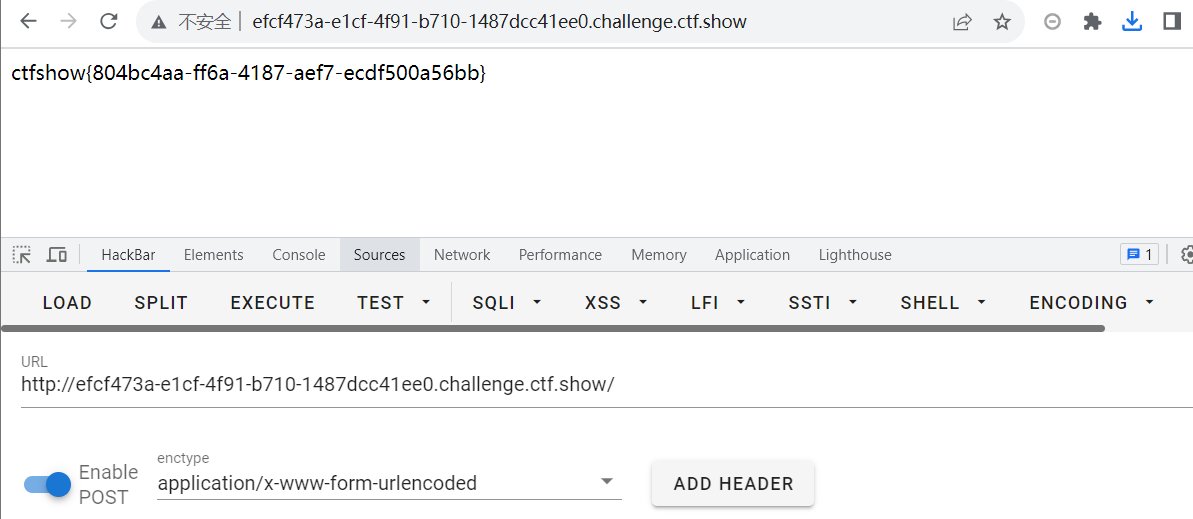 不安全 efcf473a-e1cf-4f91-b710-1487dcc41ee0.challenge.ctf.show
ctfshow{804bc4aa-ff6a-4187-aef7-ecdf500a56bb}
HackBar Elements Console Sources Network Performance Memory Application Lighthouse 1
LOAD SPLIT EXECUTE TEST SQLI XSS LFI SSTI SHELL ENCODING
URL
http://efcf473a-e1cf-4f91-b710-1487dcc41ee0.challenge.ctf.show/
Enable POST
enctype
application/x-www-form-urlencoded
ADD HEADER